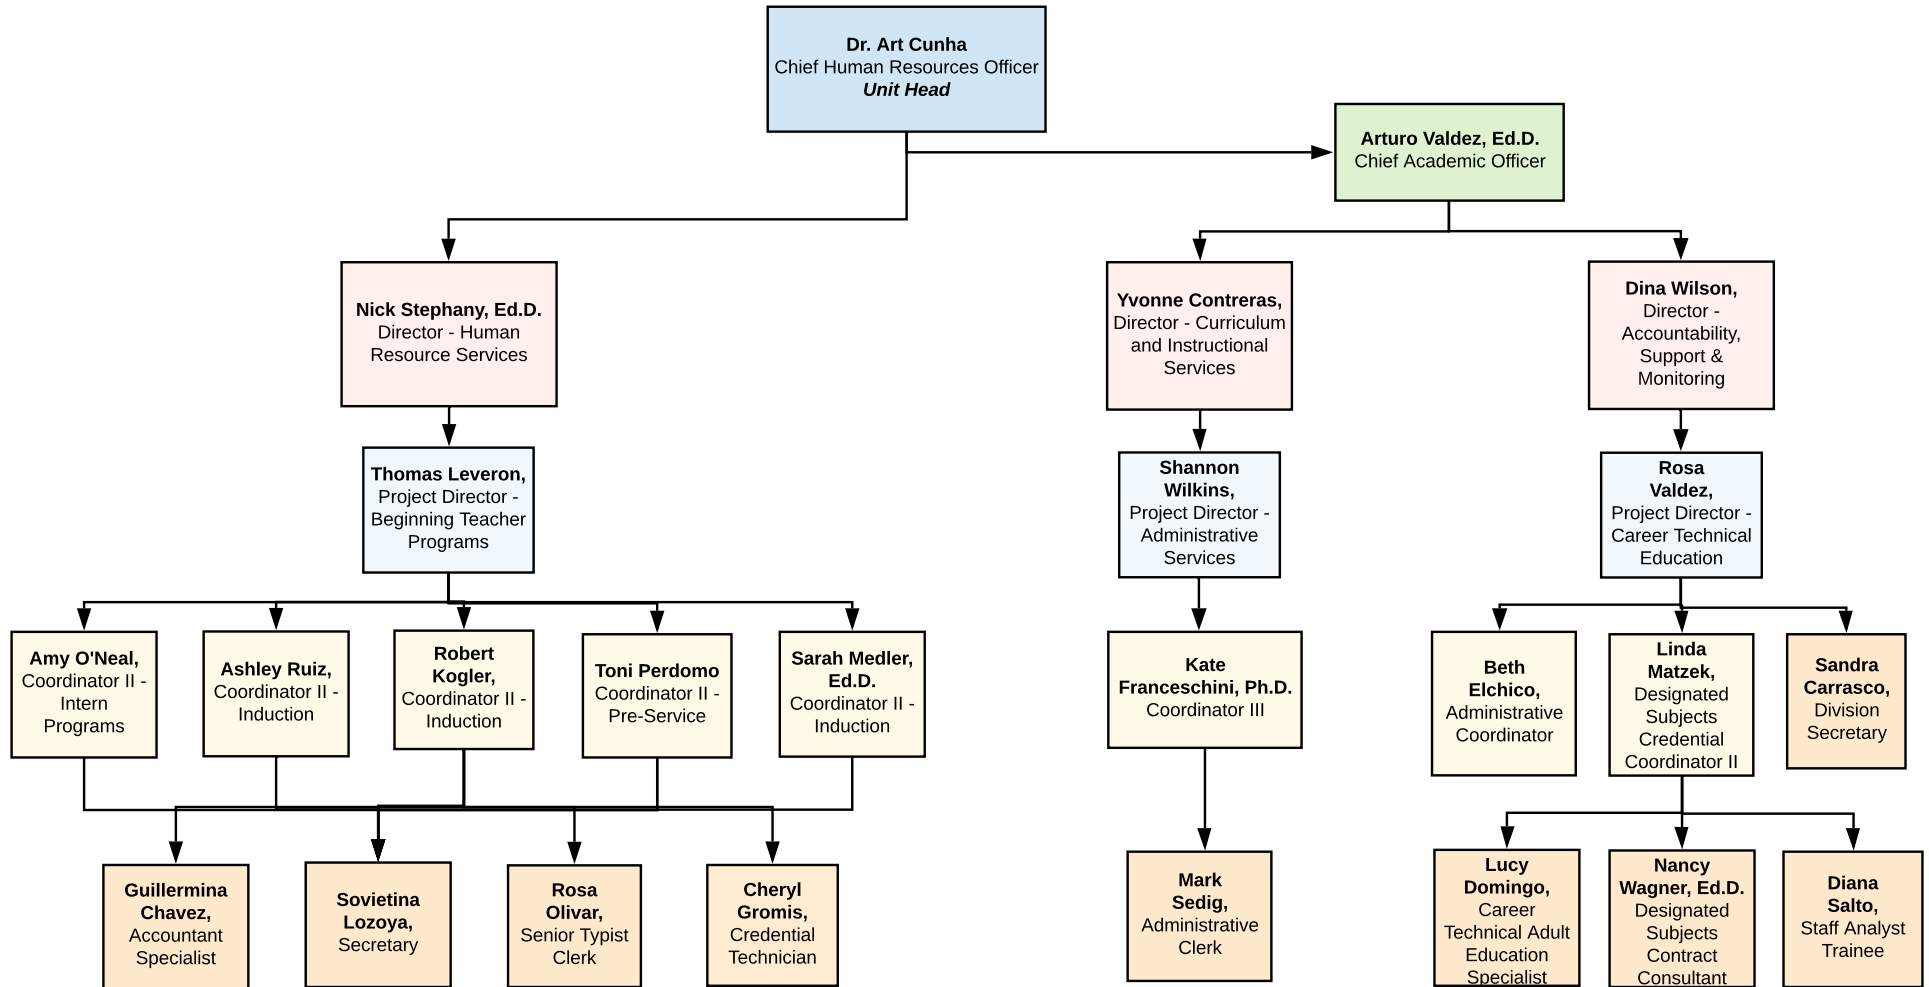 Dr. Art Cunha
Chief Human Resources Officer
Unit Head
Arturo Valdez, Ed.D.
Chief Academic Officer
Nick Stephany, Ed.D.
Director - Human
Resource Services
Yvonne Contreras,
Director - Curriculum
and Instructional
Services
Dina Wilson,
Director -
Accountability,
Support &
Monitoring
Thomas Leveron,
Project Director -
Beginning Teacher
Programs
Shannon
Wilkins,
Project Director -
Administrative
Services
Rosa
Valdez,
Project Director -
Career Technical
Education
Amy O'Neal,
Coordinator II -
Intern
Programs
Ashley Ruiz,
Coordinator II -
Induction
Robert
Kogler,
Coordinator II -
Induction
Toni Perdomo
Coordinator II -
Pre-Service
Sarah Medler,
Ed.D.
Coordinator II -
Induction
Kate
Franceschini, Ph.D.
Coordinator III
Beth
Elchico,
Administrative
Coordinator
Linda
Matzek,
Designated
Subjects
Credential
Coordinator II
Sandra
Carrasco,
Division
Secretary
Guillermina
Chavez,
Accountant
Specialist
Sovietina
Lozoya,
Secretary
Rosa
Olivar,
Senior Typist
Clerk
Cheryl
Gromis,
Credential
Technician
Mark
Sedig,
Administrative
Clerk
Lucy
Domingo,
Career
Technical Adult
Education
Specialist
Nancy
Wagner, Ed.D.
Designated
Subjects
Contract
Consultant
Diana
Salto,
Staff Analyst
Trainee